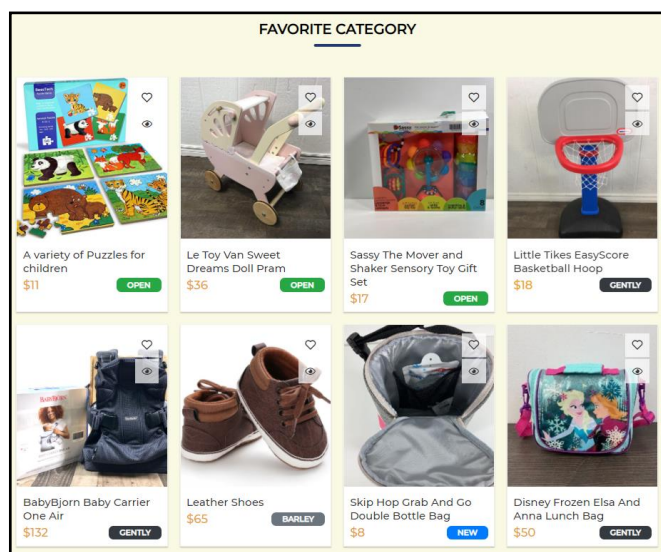 FAVORITE CATEGORY
A variety of Puzzles for
children
$11
OPEN
Le Toy Van Sweet
Dreams Doll Pram
$36
OPEN
Sassy The Mover and
Shaker Sensory Toy Gift
Set
$17
OPEN
Little Tikes EasyScore
Basketball Hoop
$18
GENTLY
BABYBJÖRN
BabyBjorn Baby Carrier
One Air
$132
GENTLY
Leather Shoes
$65
BARLEY
Skip Hop Grab And Go
Double Bottle Bag
$8
NEW
Disney Frozen Elsa And
Anna Lunch Bag
$50
GENTLY